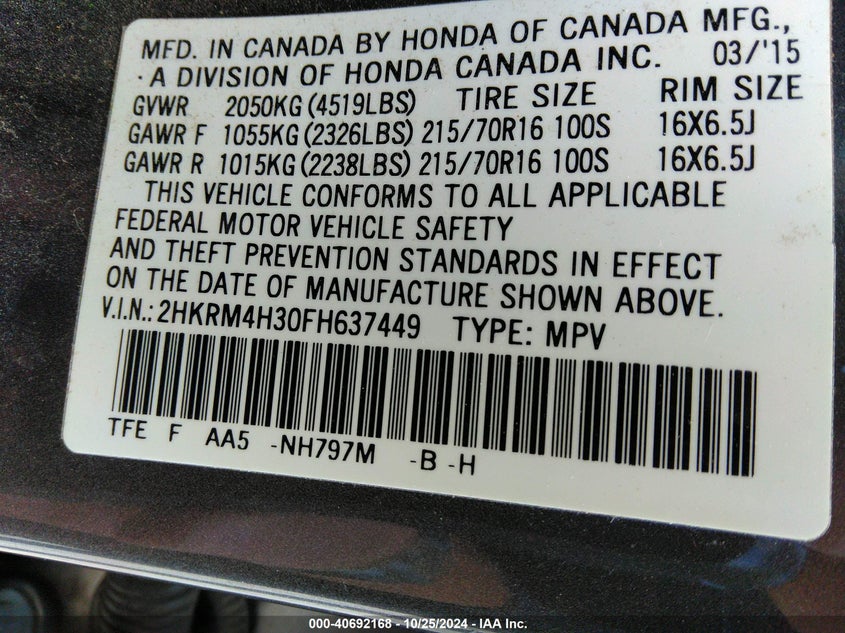 MFD. IN CANADA BY HONDA OF CANADA MFG.,
A DIVISION OF HONDA CANADA INC. 03/'15
GVWR 2050KG (4519LBS) TIRE SIZE RIM SIZE
GAWR F 1055KG (2326LBS) 215/70R16 100S 16X6.5J
GAWR R 1015KG (2238LBS) 215/70R16 100S 16X6.5J
THIS VEHICLE CONFORMS TO ALL APPLICABLE
FEDERAL MOTOR VEHICLE SAFETY
AND THEFT PREVENTION STANDARDS IN EFFECT
ON THE DATE OF MANUFACTURE SHOWN ABOVE.
V.I.N.: 2HKRM4H30FH637449 TYPE: MPV
TFE F AA5 -NH797M -B -H
000-40692168 - 10/25/2024 - IAA Inc.